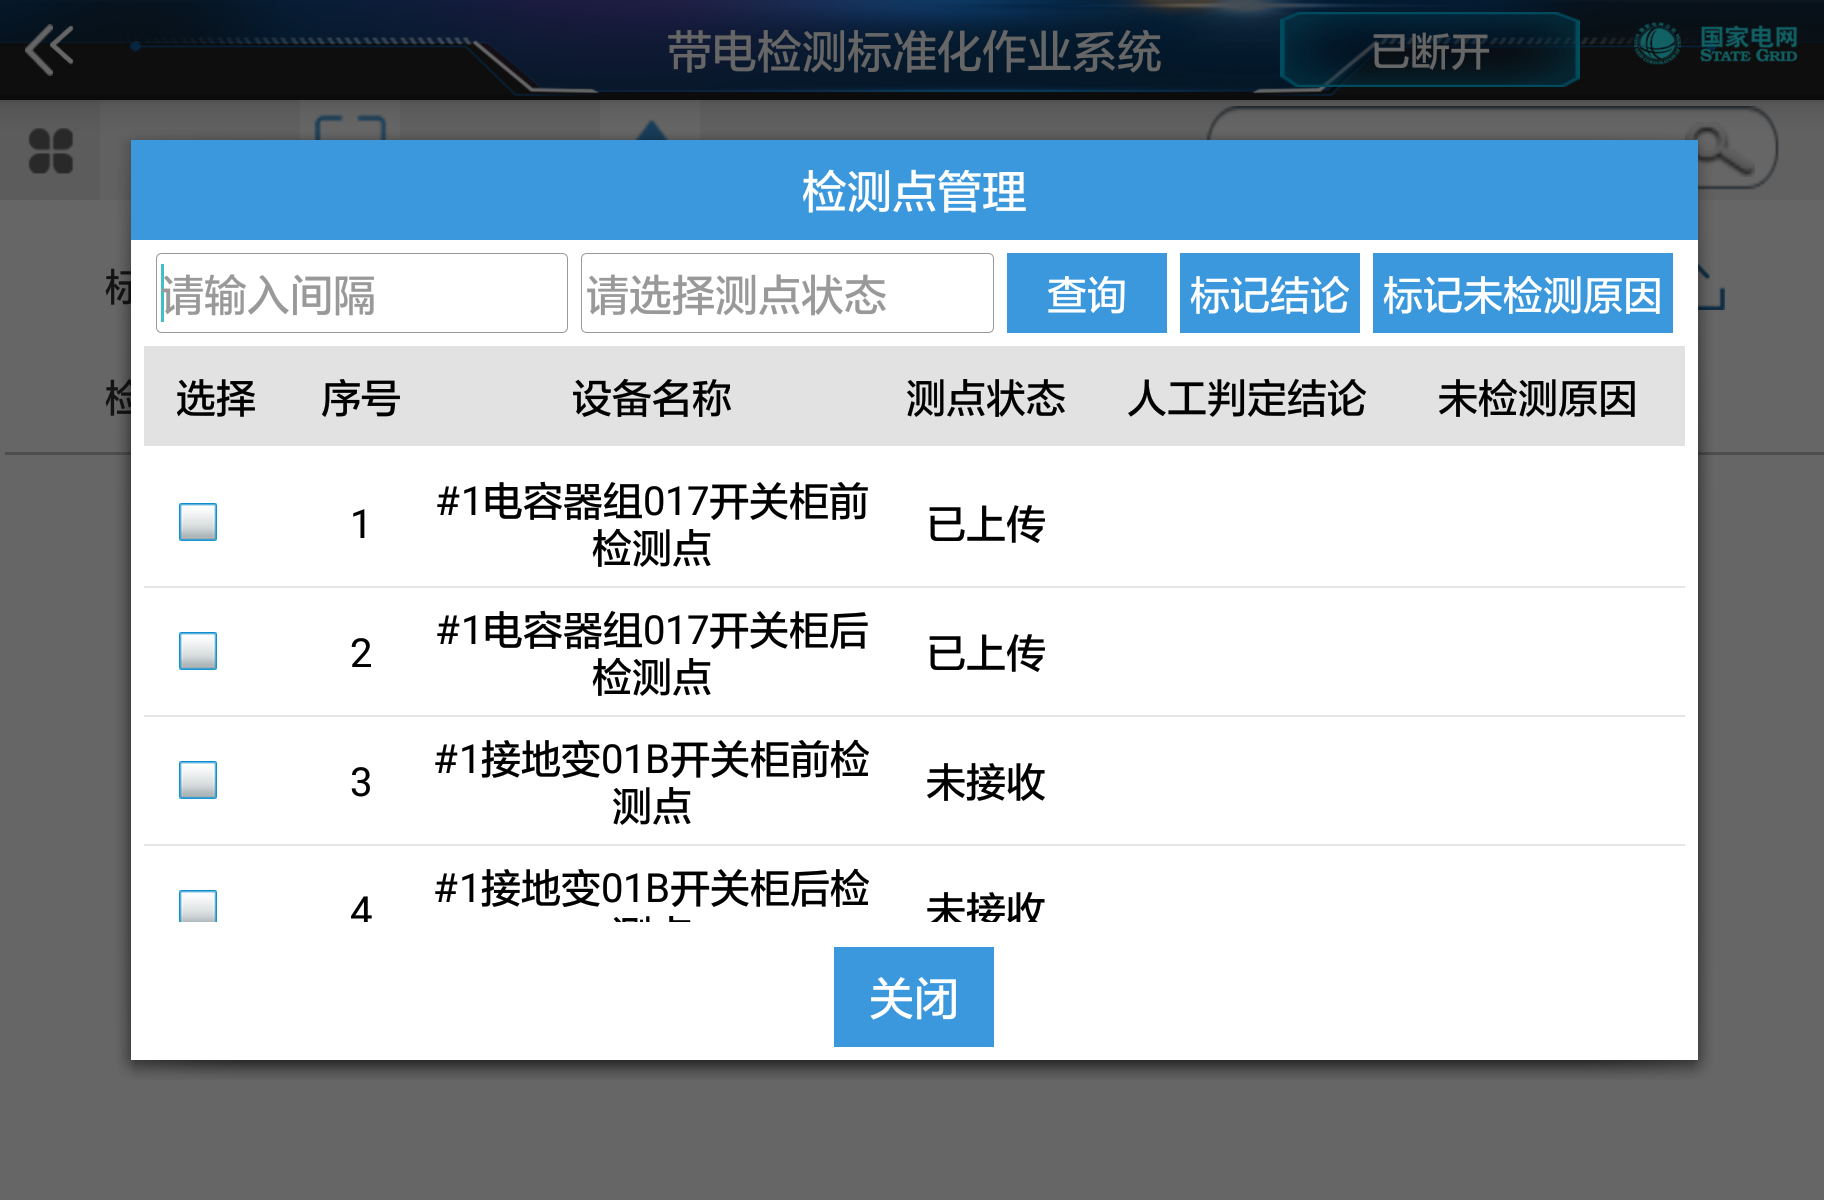 带电检测标准化作业系统
已断开
国家电网
STATE GRID
检测点管理
标
请输入间隔
请选择测点状态
查询
标记结论
标记未检测原因
检
选择 序号 设备名称 测点状态 人工判定结论 未检测原因
1 #1电容器组017开关柜前
检测点 已上传
2 #1电容器组017开关柜后
检测点 已上传
3 #1接地变01B开关柜前检
测点 未接收
4 #1接地变01B开关柜后检
测点 未接收
关闭